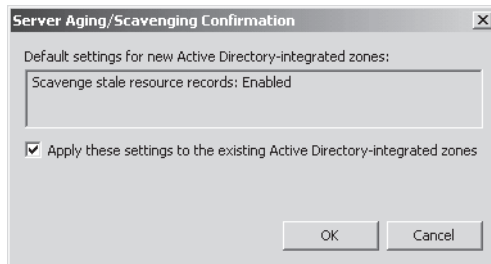 Server Aging/Scavenging Confirmation
Default settings for new Active Directory-integrated zones:
Scavenge stale resource records: Enabled
Apply these settings to the existing Active Directory-integrated zones
OK
Cancel